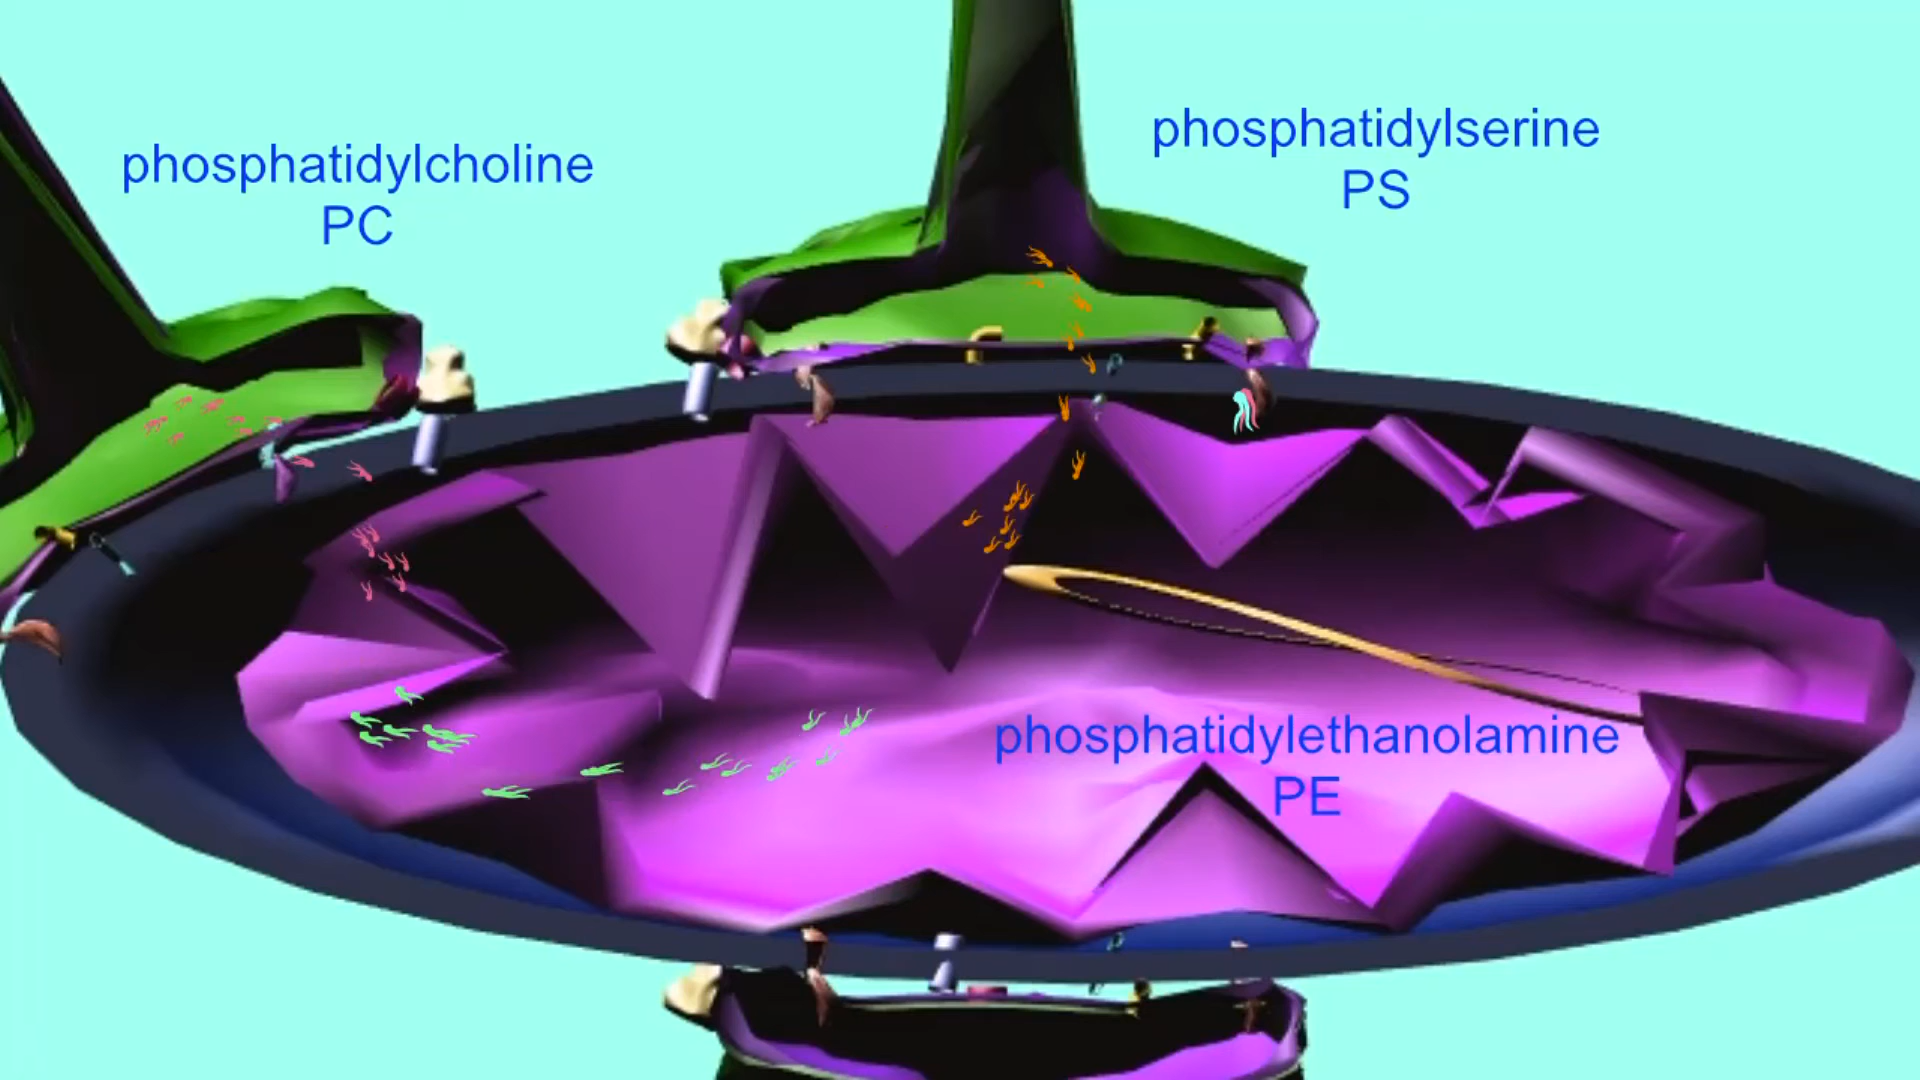 phosphatidylcholine
PC
phosphatidylserine
PS
phosphatidylethanolamine
PE